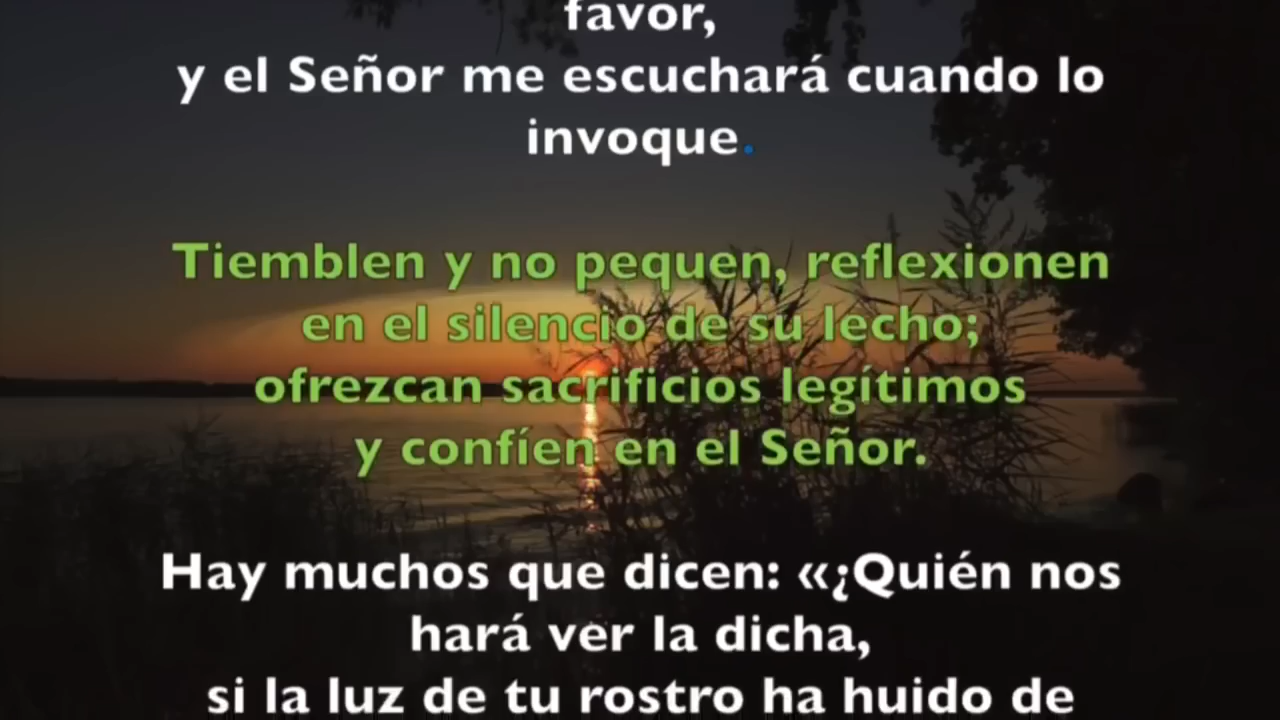 favor,
y el Señor me escuchará cuando lo
invoque.
Tiemblen y no pequen, reflexionen
en el silencio de su lecho;
ofrezcan sacrificios legítimos
y confíen en el Señor.
Hay muchos que dicen: «¿Quién nos
hará ver la dicha,
si la luz de tu rostro ha huido de